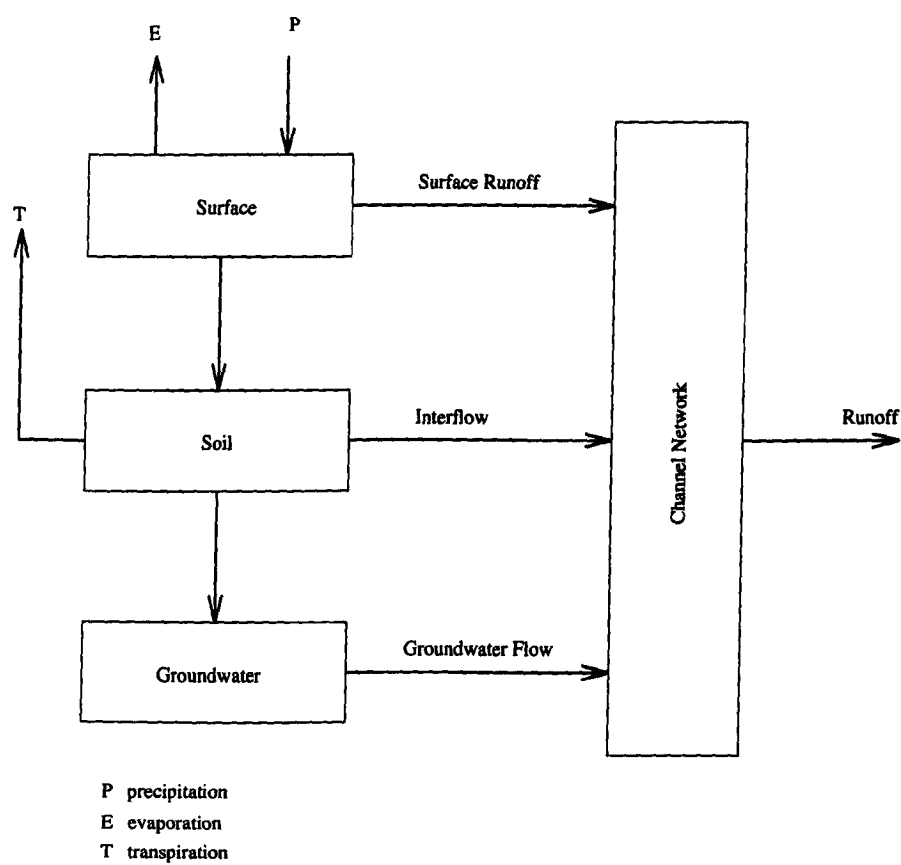 E
P
Surface
Surface Runoff
T
Soil
Interflow
Channel Network
Runoff
Groundwater
Groundwater Flow
P precipitation
E evaporation
T transpiration